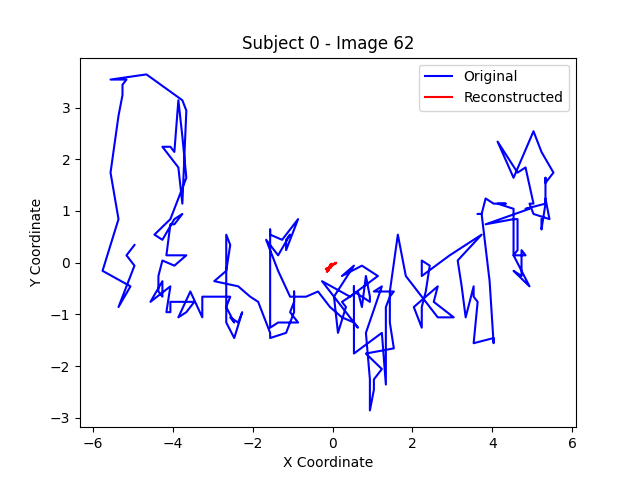 Subject 0 - Image 62
Original
Reconstructed
Y Coordinate
3
2
1
0
−1
−2
−3
−6
−4
−2
0
2
4
6
X Coordinate